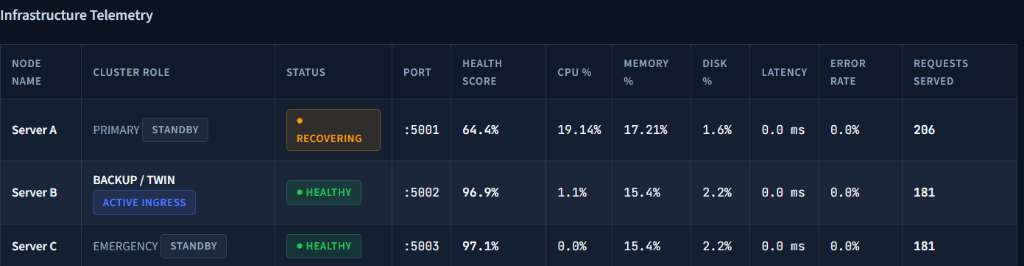 Infrastructure Telemetry
NODE NAME CLUSTER ROLE STATUS PORT HEALTH SCORE CPU % MEMORY % DISK % LATENCY ERROR RATE REQUESTS SERVED
Server A PRIMARY STANDBY ● RECOVERING :5001 64.4% 19.14% 17.21% 1.6% 0.0 ms 0.0% 206
Server B BACKUP / TWIN ACTIVE INGRESS ● HEALTHY :5002 96.9% 1.1% 15.4% 2.2% 0.0 ms 0.0% 181
Server C EMERGENCY STANDBY ● HEALTHY :5003 97.1% 0.0% 15.4% 2.2% 0.0 ms 0.0% 181